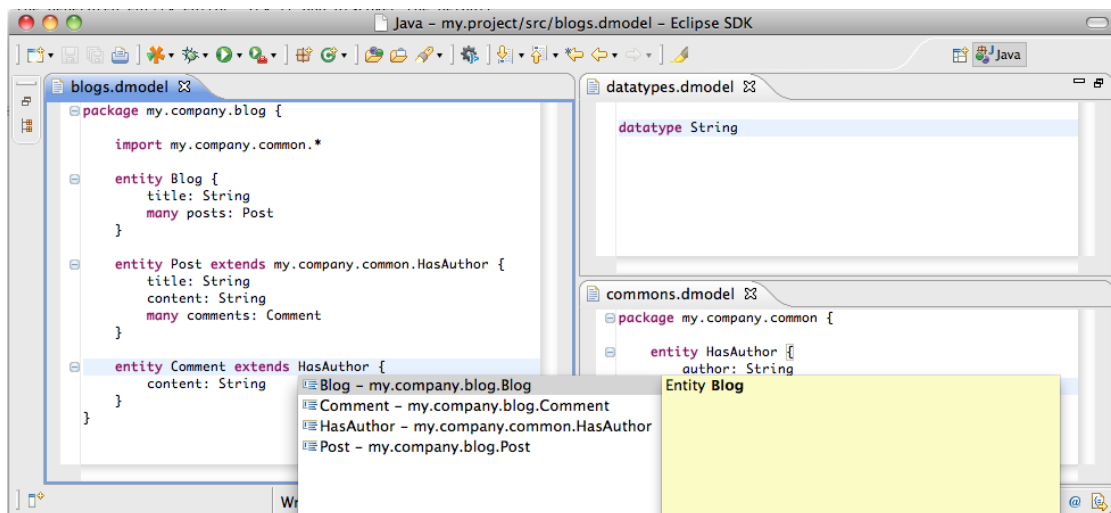 Java – my.project/src/blogs.dmodel – Eclipse SDK
Java
blogs.dmodel
package my.company.blog {
import my.company.common.*
entity Blog {
title: String
many posts: Post
}
entity Post extends my.company.common.HasAuthor {
title: String
content: String
many comments: Comment
}
entity Comment extends HasAuthor {
content: String
}
}
datatypes.dmodel
datatype String
commons.dmodel
package my.company.common {
entity HasAuthor {
author: String
Blog – my.company.blog.Blog
Comment – my.company.blog.Comment
HasAuthor – my.company.common.HasAuthor
Post – my.company.blog.Post
Entity Blog
Wr